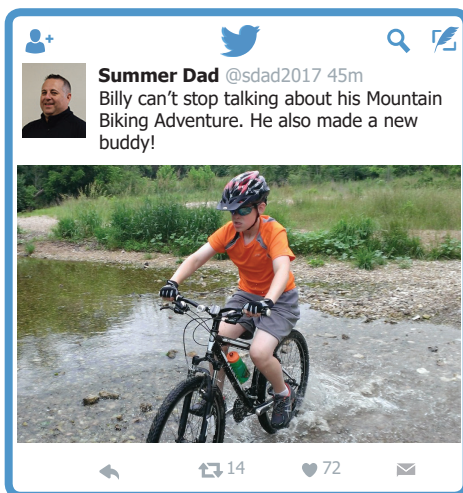 Summer Dad @sdad2017 45m
Billy can’t stop talking about his Mountain
Biking Adventure. He also made a new
buddy!
14 72